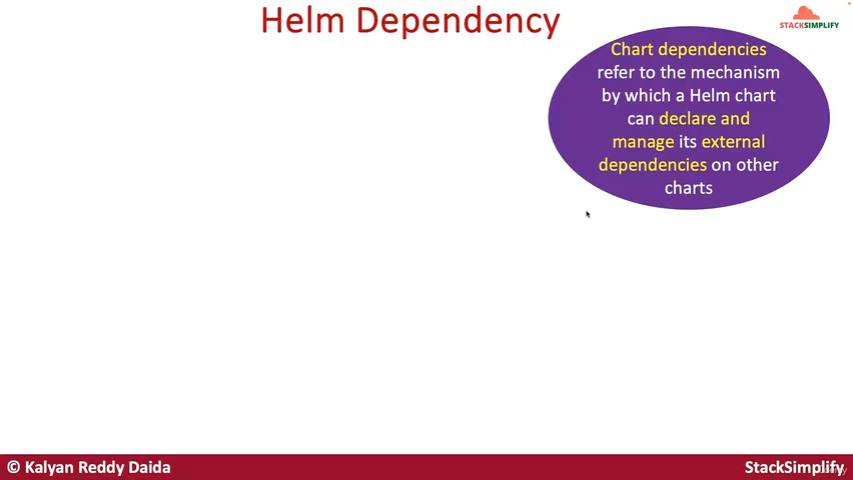 Helm Dependency
STACKSIMPLIFY
Chart dependencies
refer to the mechanism
by which a Helm chart
can declare and
manage its external
dependencies on other
charts
© Kalyan Reddy Daida
StackSimplify